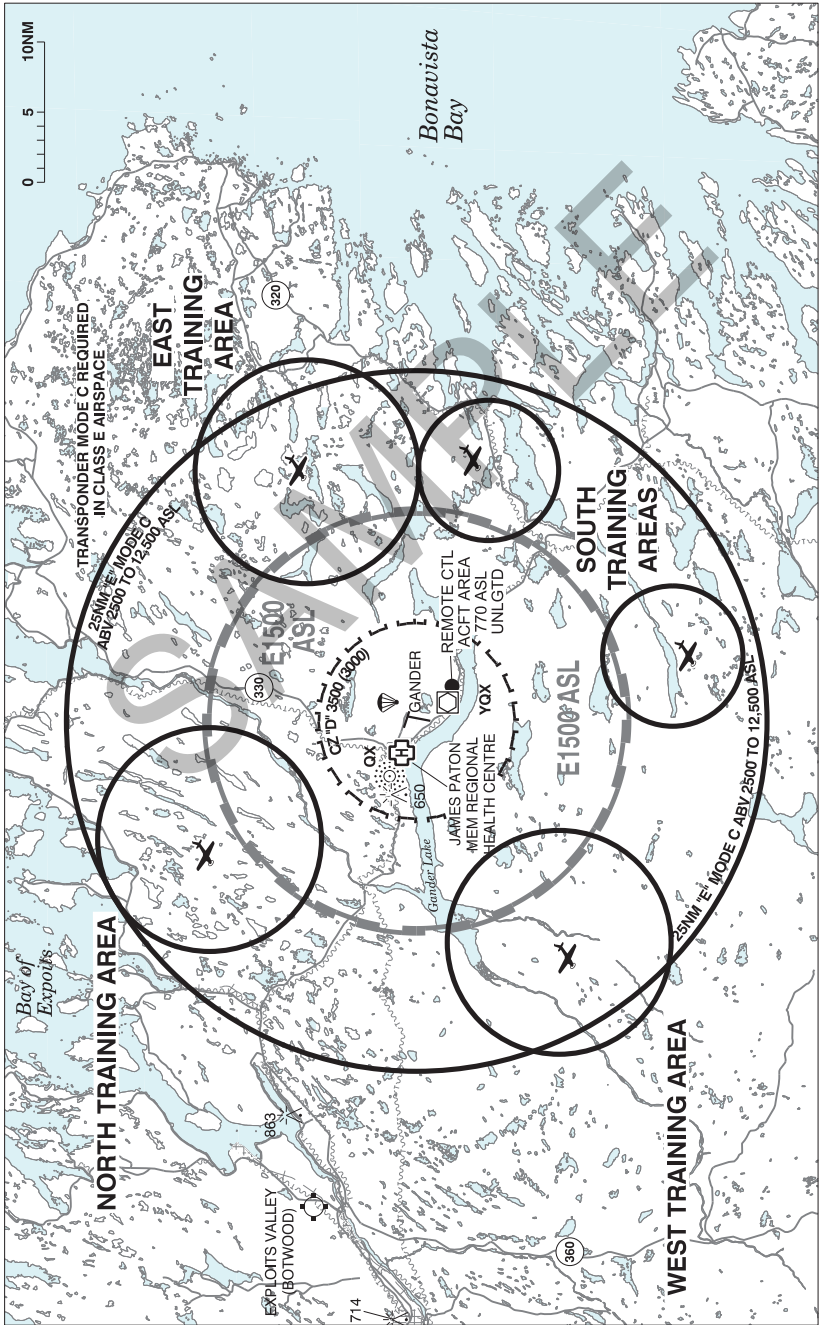 0
5
10NM
Bonavista
Bay
EAST
TRAINING
AREA
320
TRANSPONDER MODE C REQUIRED
IN CLASS E AIRSPACE
25NM "E" MODE C
ABV 2500 TO 12,500 ASL
E1500
ASL
330
CZ "D" 3500 (3000)
QX
GANDER
REMOTE CTL
ACFT AREA
770 ASL
UNLGTD
YQX
650
JAMES PATON
MEM REGIONAL
HEALTH CENTRE
Gander Lake
SOUTH
TRAINING
AREAS
E1500 ASL
25NM "E" MODE C ABV 2500 TO 12,500 ASL
Bay of
Expoits
NORTH TRAINING AREA
863
EXPLOITS VALLEY
(BOTWOOD)
714
360
WEST TRAINING AREA
SAMPLE